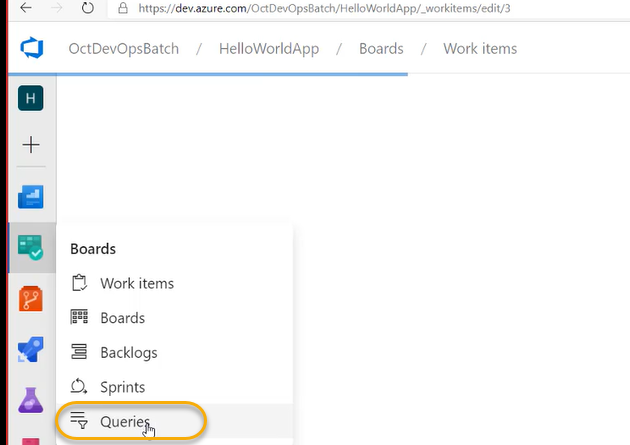 https://dev.azure.com/OctDevOpsBatch/HelloWorldApp/_workitems/edit/3
OctDevOpsBatch / HelloWorldApp / Boards / Work items
H
Boards
Work items
Boards
Backlogs
Sprints
Queries